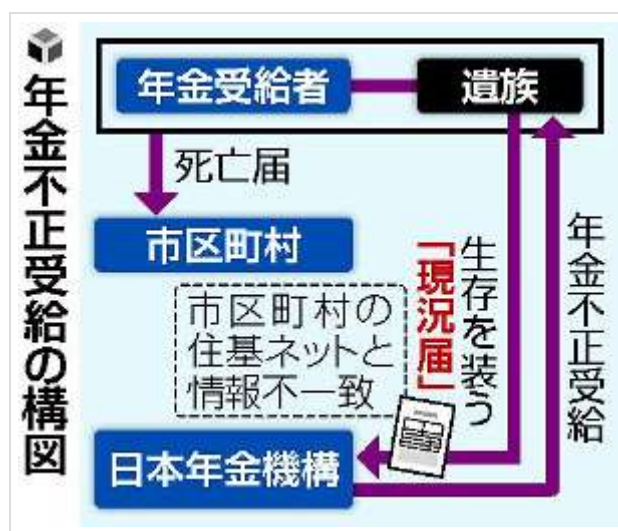 年金不正受給の構図
年金受給者
遺族
死亡届
市区町村
市区町村の
住基ネットと
情報不一致
生存を装う
「現況届」
年金不正受給
日本年金機構